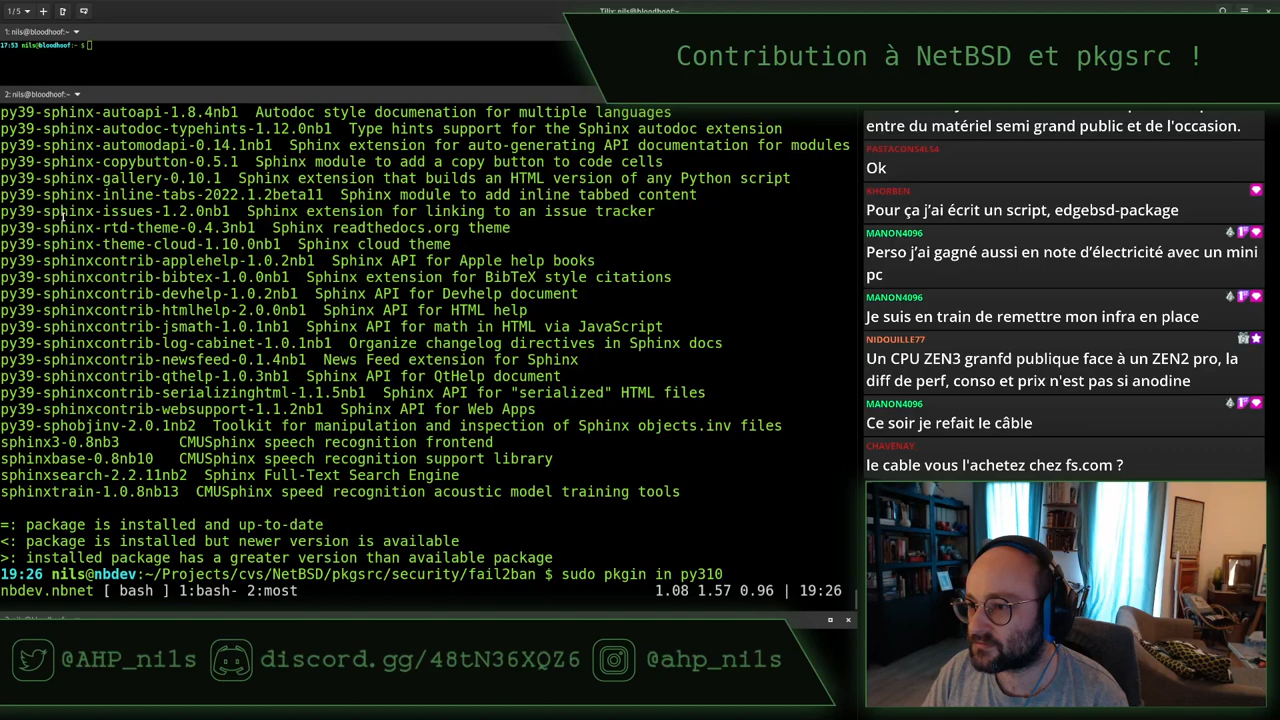 1/5
Tilix: nils@bloodhoof:~
1: nils@bloodhoof:~
17:53 nils@bloodhoof:~ $
Contribution à NetBSD et pkgsrc !
2: nils@bloodhoof:~
py39-sphinx-autoapi-1.8.4nb1  Autodoc style documenation for multiple languages
py39-sphinx-autodoc-typehints-1.12.0nb1  Type hints support for the Sphinx autodoc extension
py39-sphinx-automodapi-0.14.1nb1  Sphinx extension for auto-generating API documentation for modules
py39-sphinx-copybutton-0.5.1  Sphinx module to add a copy button to code cells
py39-sphinx-gallery-0.10.1  Sphinx extension that builds an HTML version of any Python script
py39-sphinx-inline-tabs-2022.1.2beta11  Sphinx module to add inline tabbed content
py39-sphinx-issues-1.2.0nb1  Sphinx extension for linking to an issue tracker
py39-sphinx-rtd-theme-0.4.3nb1  Sphinx readthedocs.org theme
py39-sphinx-theme-cloud-1.10.0nb1  Sphinx cloud theme
py39-sphinxcontrib-applehelp-1.0.2nb1  Sphinx API for Apple help books
py39-sphinxcontrib-bibtex-1.0.0nb1  Sphinx extension for BibTeX style citations
py39-sphinxcontrib-devhelp-1.0.2nb1  Sphinx API for Devhelp document
py39-sphinxcontrib-htmlhelp-2.0.0nb1  Sphinx API for HTML help
py39-sphinxcontrib-jsmath-1.0.1nb1  Sphinx API for math in HTML via JavaScript
py39-sphinxcontrib-log-cabinet-1.0.1nb1  Organize changelog directives in Sphinx docs
py39-sphinxcontrib-newsfeed-0.1.4nb1  News Feed extension for Sphinx
py39-sphinxcontrib-qthelp-1.0.3nb1  Sphinx API for QtHelp document
py39-sphinxcontrib-serializinghtml-1.1.5nb1  Sphinx API for "serialized" HTML files
py39-sphinxcontrib-websupport-1.1.2nb1  Sphinx API for Web Apps
py39-sphobjinv-2.0.1nb2  Toolkit for manipulation and inspection of Sphinx objects.inv files
sphinx3-0.8nb3       CMUSphinx speech recognition frontend
sphinxbase-0.8nb10   CMUSphinx speech recognition support library
sphinxsearch-2.2.11nb2  Sphinx Full-Text Search Engine
sphinxtrain-1.0.8nb13  CMUSphinx speed recognition acoustic model training tools
=: package is installed and up-to-date
<: package is installed but newer version is available
>: installed package has a greater version than available package
19:26 nils@nbdev:~/Projects/cvs/NetBSD/pkgsrc/security/fail2ban $ sudo pkgin in py310
nbdev.nbnet [ bash ] 1:bash- 2:most
1.08 1.57 0.96 | 19:26
entre du matériel semi grand public et de l'occasion.
PASTACONS4LS4
Ok
KHORBEN
Pour ça j'ai écrit un script, edgebsd-package
MANON4096
Perso j'ai gagné aussi en note d'électricité avec un mini
pc
MANON4096
Je suis en train de remettre mon infra en place
NIDOUILLE77
Un CPU ZEN3 granfd publique face à un ZEN2 pro, la
diff de perf, conso et prix n'est pas si anodine
MANON4096
Ce soir je refait le câble
CHAVENAY
le cable vous l'achetez chez fs.com ?
@AHP_nils
discord.gg/48tN36XQZ6
@ahp_nils